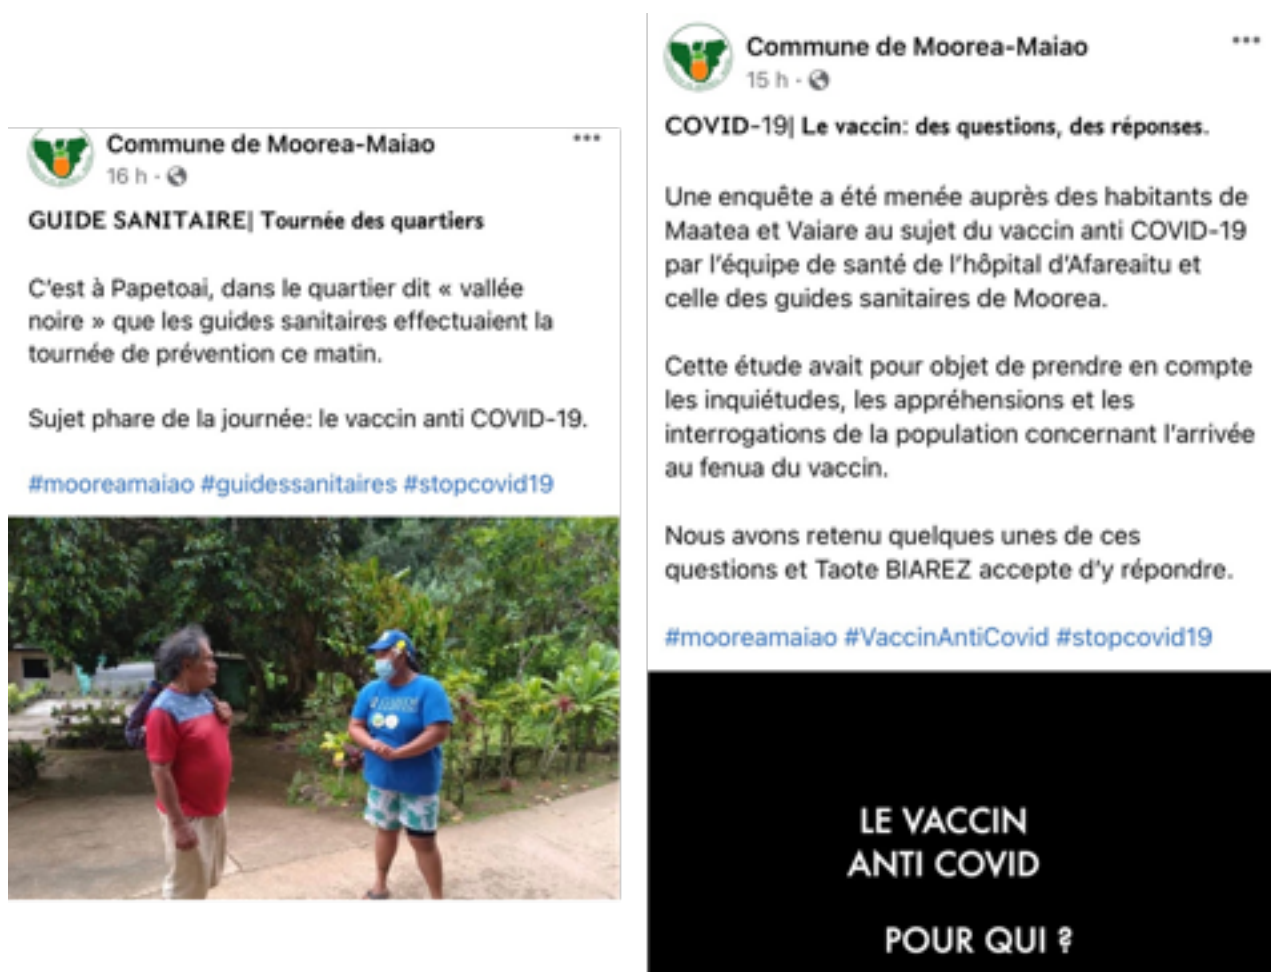 Commune de Moorea-Maiao
16 h
GUIDE SANITAIRE| Tournée des quartiers
C'est à Papetoai, dans le quartier dit « vallée
noire » que les guides sanitaires effectuaient la
tournée de prévention ce matin.
Sujet phare de la journée: le vaccin anti COVID-19.
#mooreamaiao #guidessanitaires #stopcovid19
Commune de Moorea-Maiao
15 h
COVID-19| Le vaccin: des questions, des réponses.
Une enquête a été menée auprès des habitants de
Maatea et Vaiare au sujet du vaccin anti COVID-19
par l'équipe de santé de l'hôpital d'Afareaitu et
celle des guides sanitaires de Moorea.
Cette étude avait pour objet de prendre en compte
les inquiétudes, les appréhensions et les
interrogations de la population concernant l'arrivée
au fenua du vaccin.
Nous avons retenu quelques unes de ces
questions et Taote BIAREZ accepte d'y répondre.
#mooreamaiao #VaccinAntiCovid #stopcovid19
LE VACCIN
ANTI COVID
POUR QUI ?